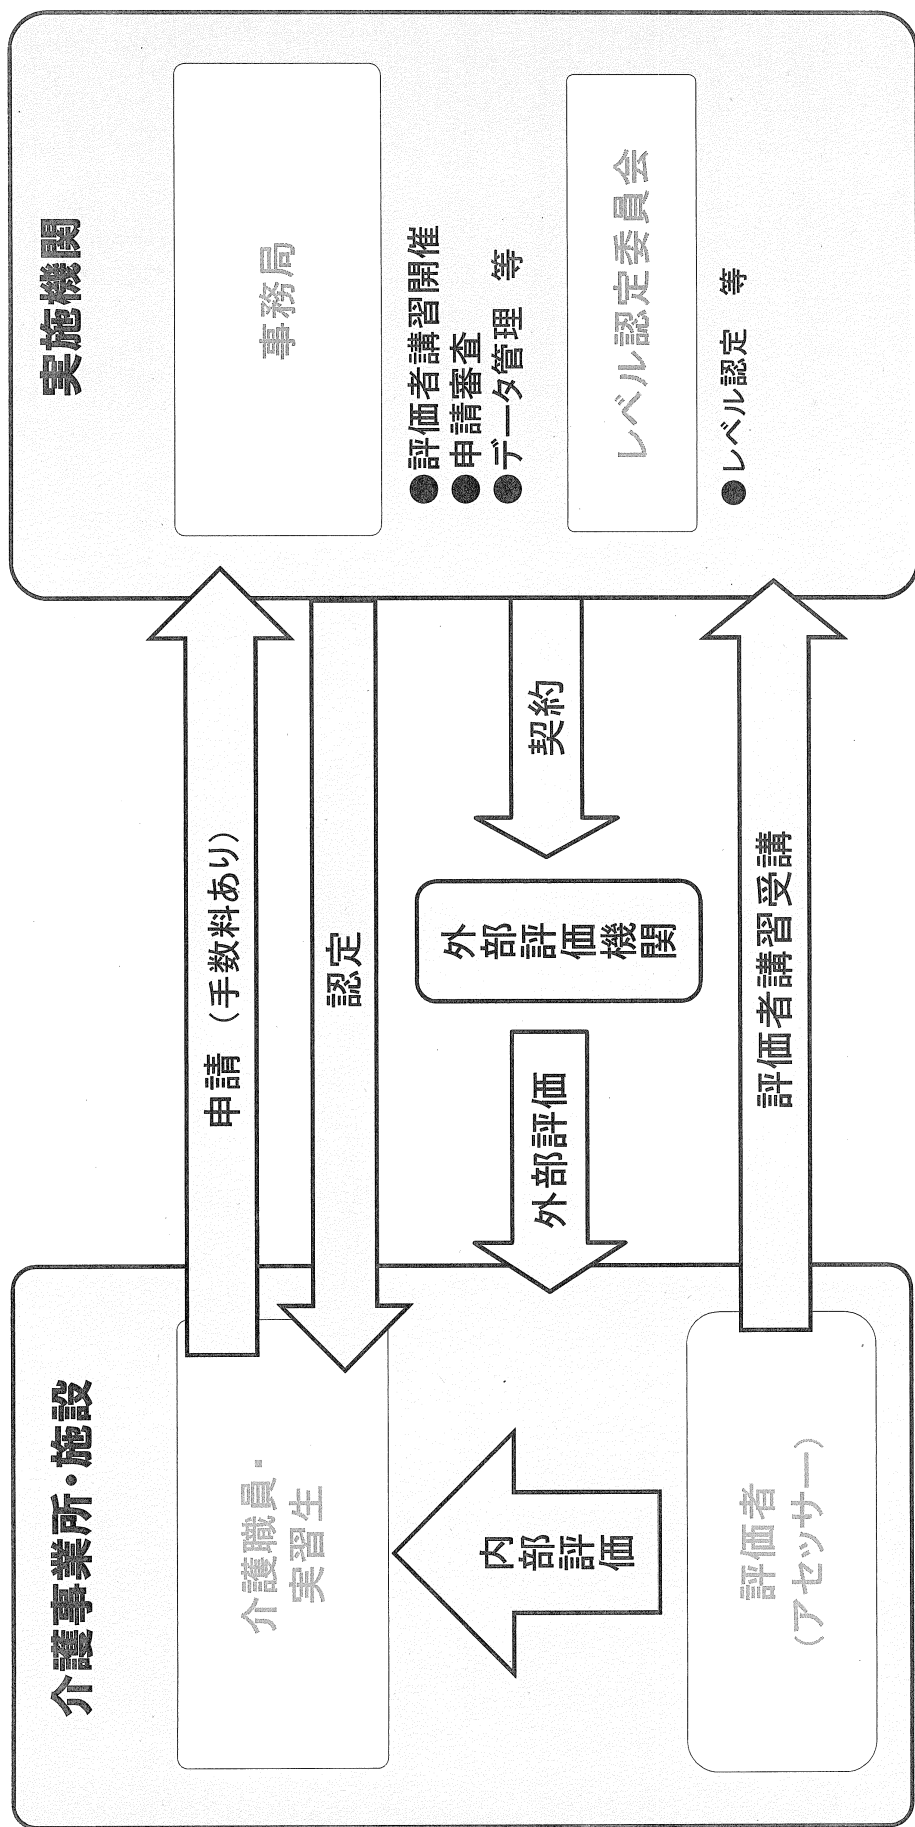 介護事業所・施設
介護職員・
実習生
内部評価
評価者
（アセッサー）
申請（手数料あり）
認定
外部評価
外部評価機関
契約
評価者講習受講
実施機関
事務局
●評価者講習開催
●申請審査
●データ管理　等
レベル認定委員会
●レベル認定　等